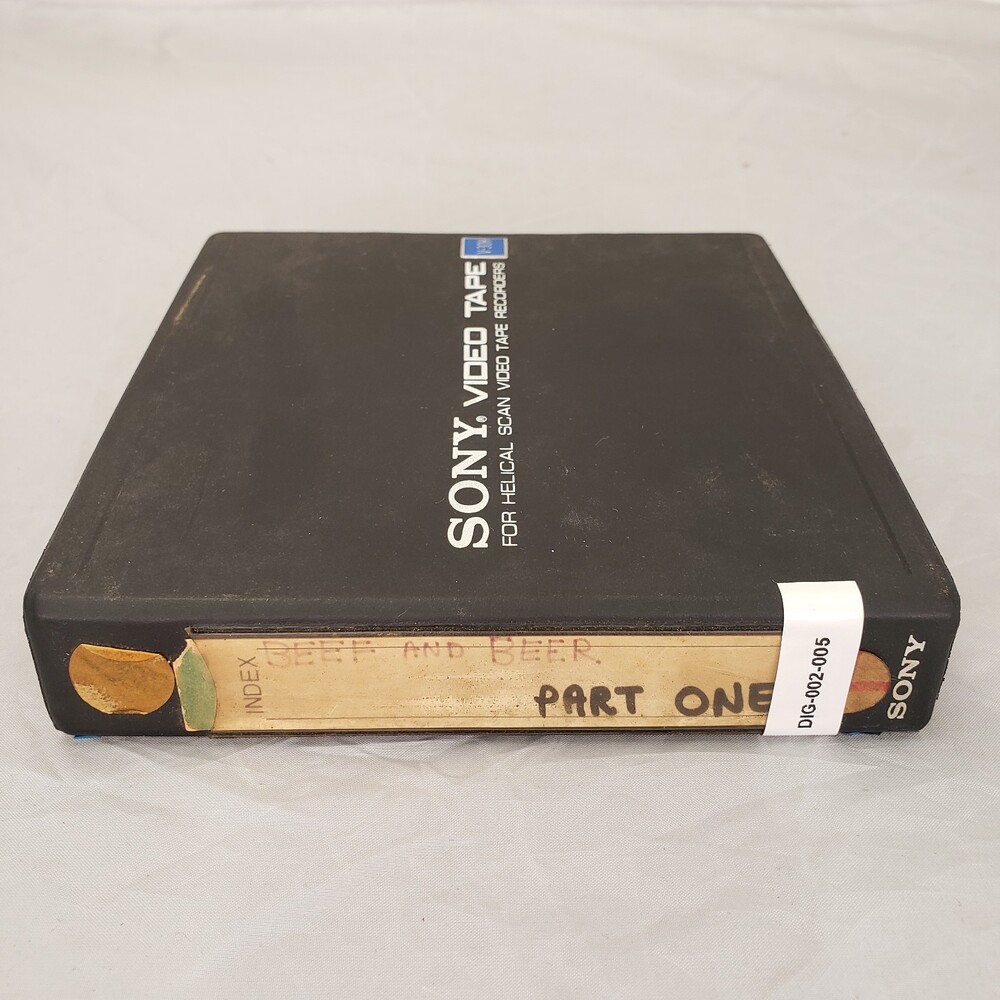 SONY® VIDEO TAPE
FOR HELICAL SCAN VIDEO TAPE RECORDERS
INDEX
BEEF AND BEER
PART ONE
DIG-002-005
SONY